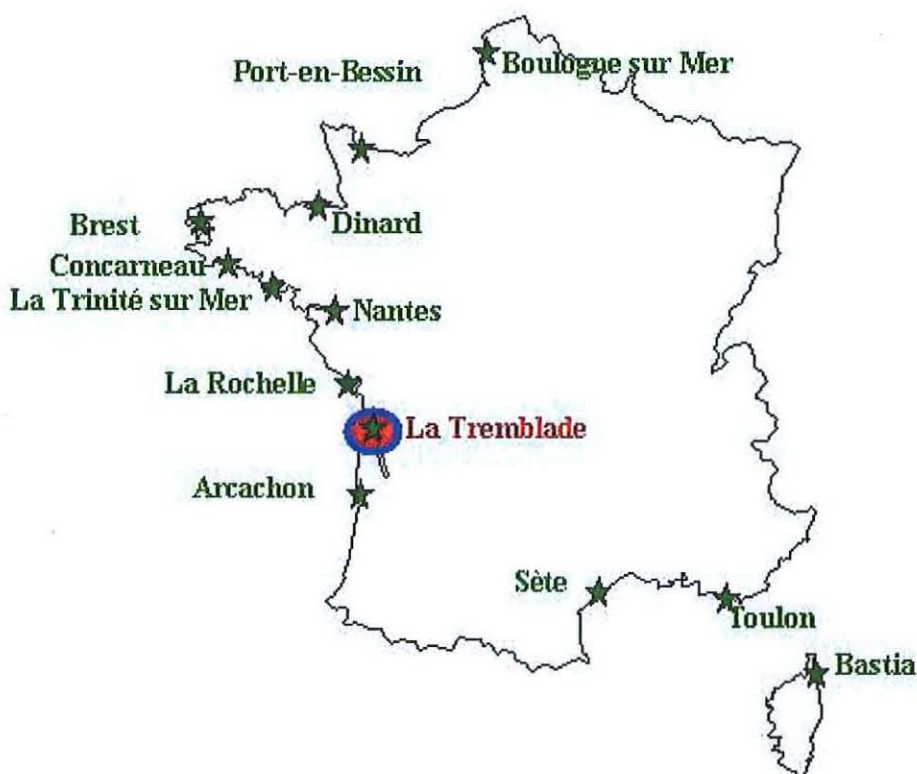 Boulogne sur Mer
Port-en-Bessin
Dinard
Brest
Concarneau
La Trinité sur Mer
Nantes
La Rochelle
La Tremblade
Arcachon
Sète
Toulon
Bastia